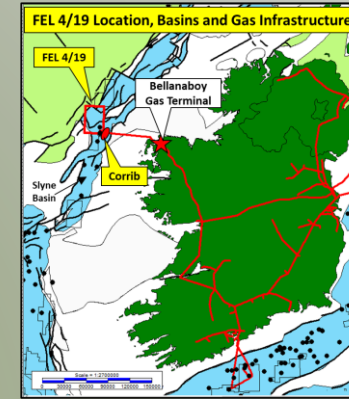 FEL 4/19 Location, Basins and Gas Infrastructure
FEL 4/19
Bellanaboy
Gas Terminal
Corrib
Slyne
Basin